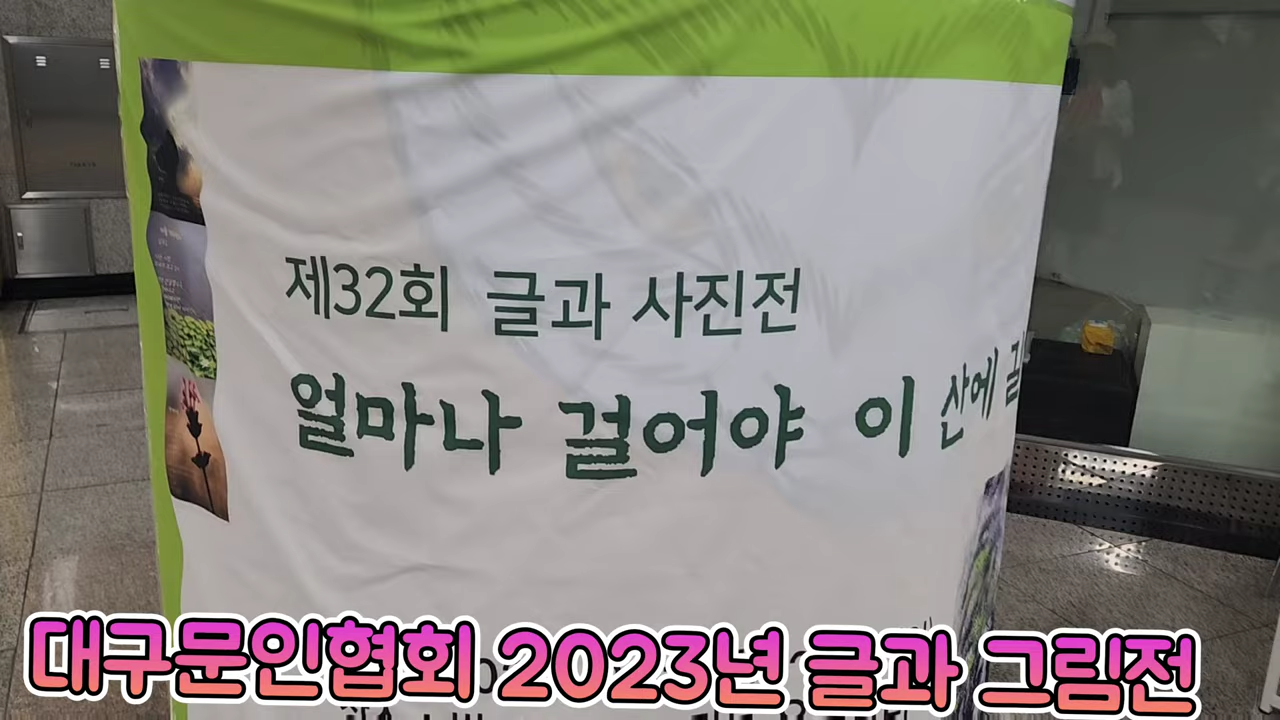 제32회 글과 사진전
얼마나 걸어야 이 산에
대구문인협회 2023년 글과 그림전